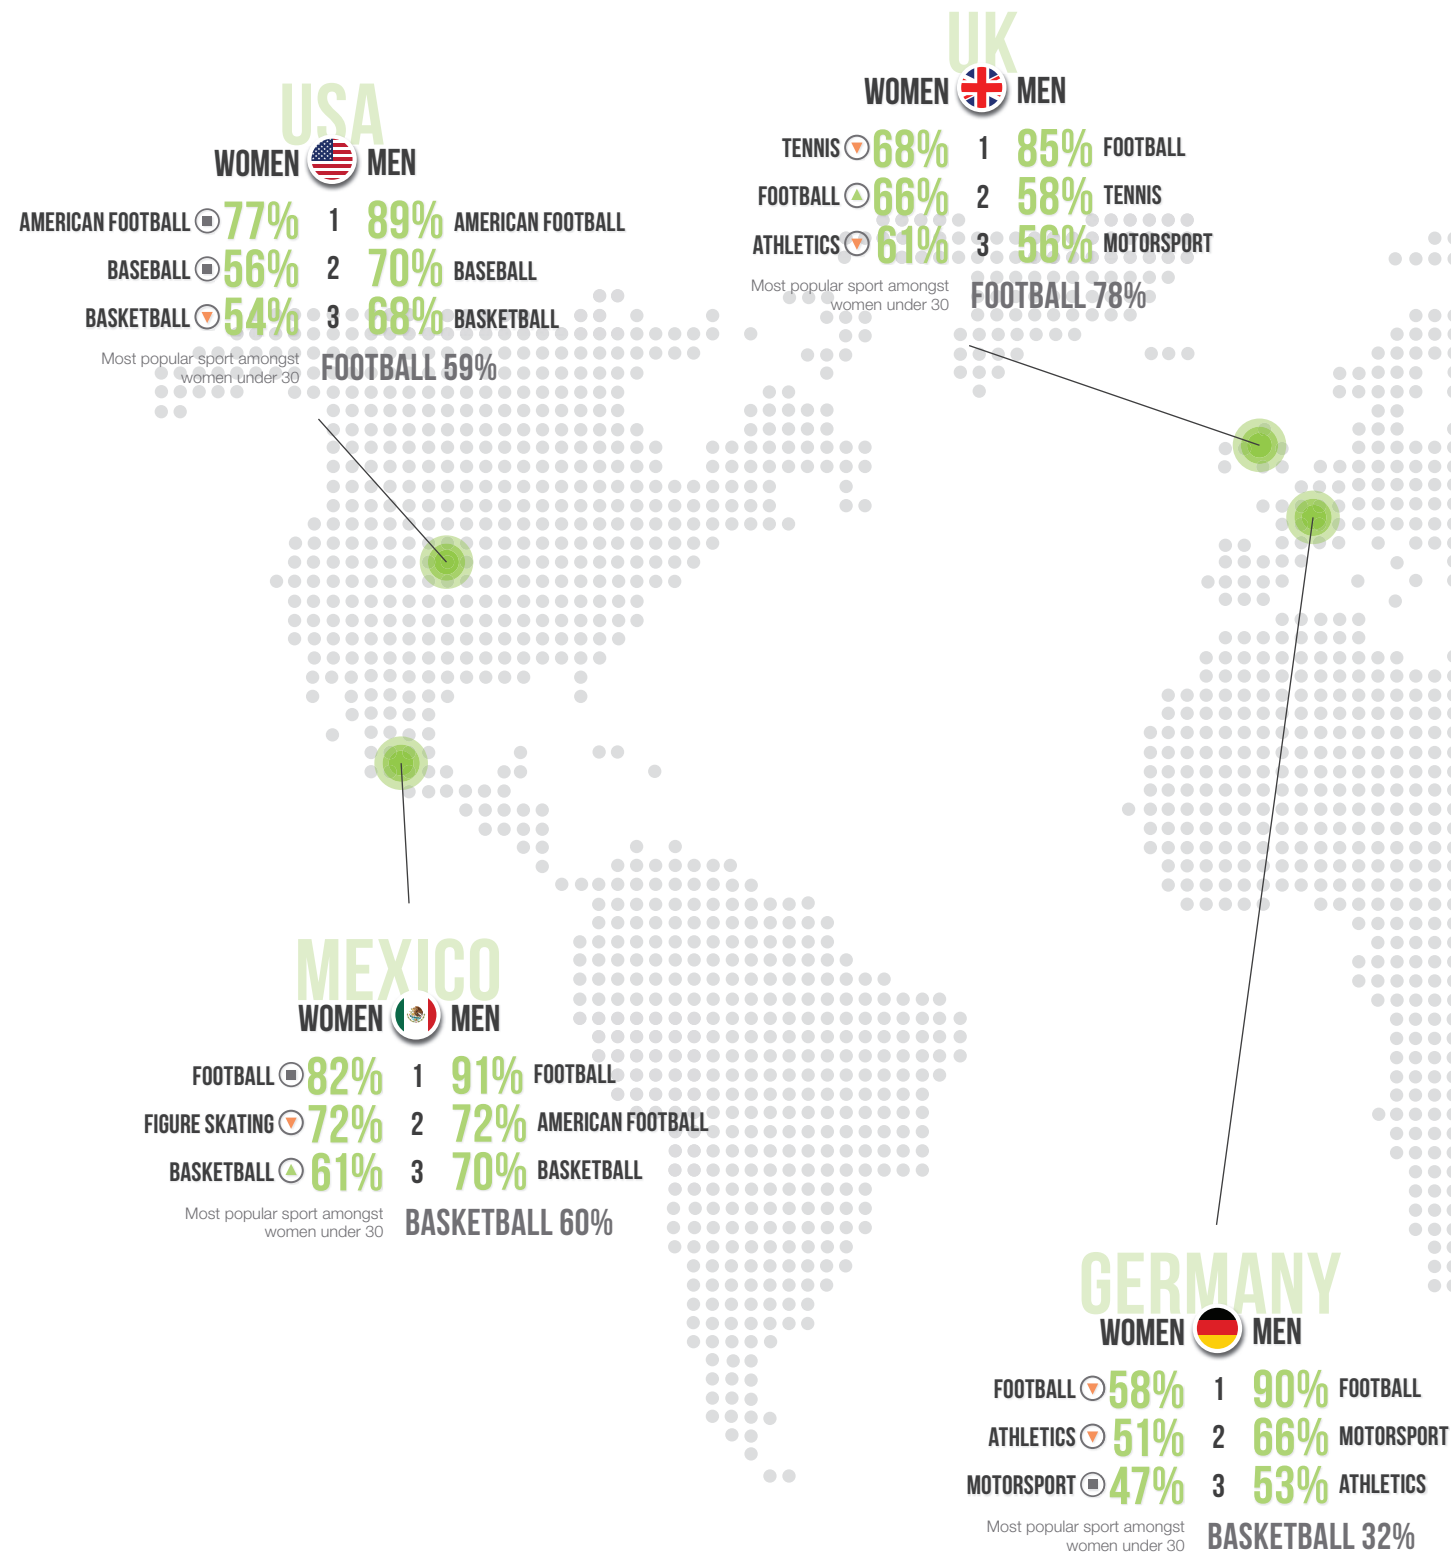 UK
WOMEN MEN
TENNIS 68% 1 85% FOOTBALL
FOOTBALL 66% 2 58% TENNIS
ATHLETICS 61% 3 56% MOTORSPORT
Most popular sport amongst
women under 30
FOOTBALL 78%
USA
WOMEN MEN
AMERICAN FOOTBALL 77% 1 89% AMERICAN FOOTBALL
BASEBALL 56% 2 70% BASEBALL
BASKETBALL 54% 3 68% BASKETBALL
Most popular sport amongst
women under 30
FOOTBALL 59%
MEXICO
WOMEN MEN
FOOTBALL 82% 1 91% FOOTBALL
FIGURE SKATING 72% 2 72% AMERICAN FOOTBALL
BASKETBALL 61% 3 70% BASKETBALL
Most popular sport amongst
women under 30
BASKETBALL 60%
GERMANY
WOMEN MEN
FOOTBALL 58% 1 90% FOOTBALL
ATHLETICS 51% 2 66% MOTORSPORT
MOTORSPORT 47% 3 53% ATHLETICS
Most popular sport amongst
women under 30
BASKETBALL 32%